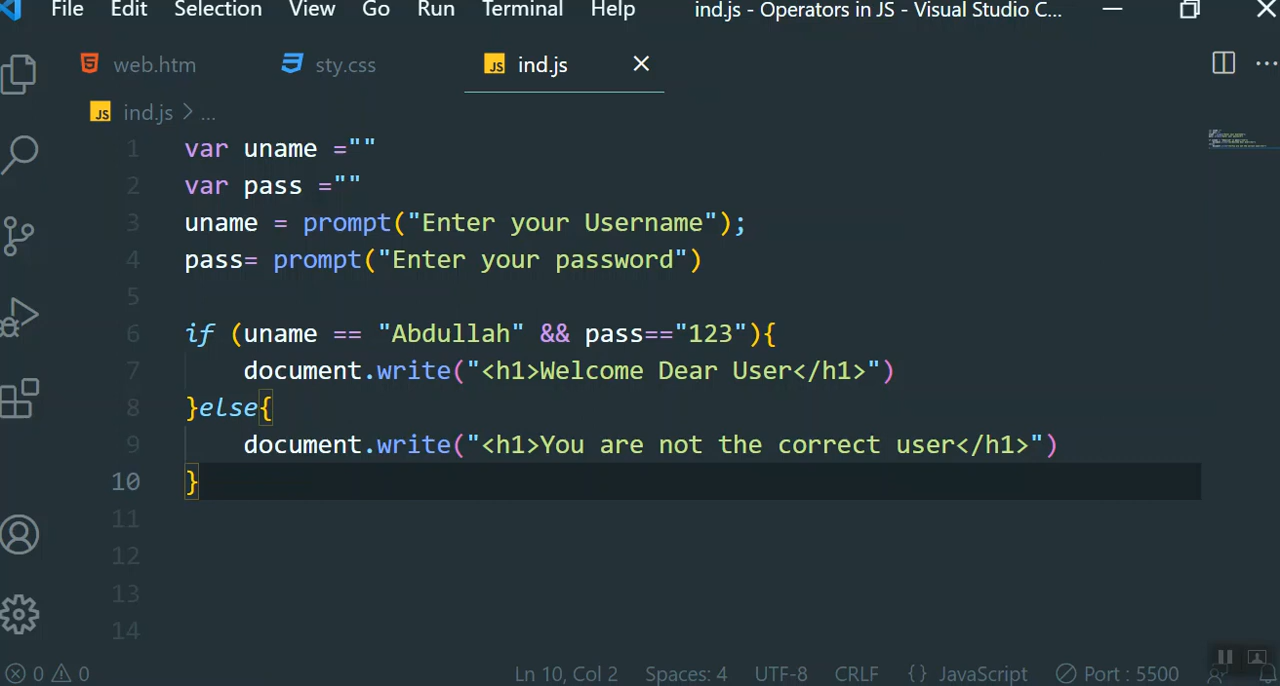 File Edit Selection View Go Run Terminal Help ind.js - Operators in JS - Visual Studio C...
web.htm sty.css JS ind.js
JS ind.js > ...
1 var uname =""
2 var pass =""
3 uname = prompt("Enter your Username");
4 pass= prompt("Enter your password")
5
6 if (uname == "Abdullah" && pass=="123"){
7     document.write("<h1>Welcome Dear User</h1>")
8 }else{
9     document.write("<h1>You are not the correct user</h1>")
10 }
11
12
13
14
0 0 Ln 10, Col 2 Spaces: 4 UTF-8 CRLF {} JavaScript Port : 5500